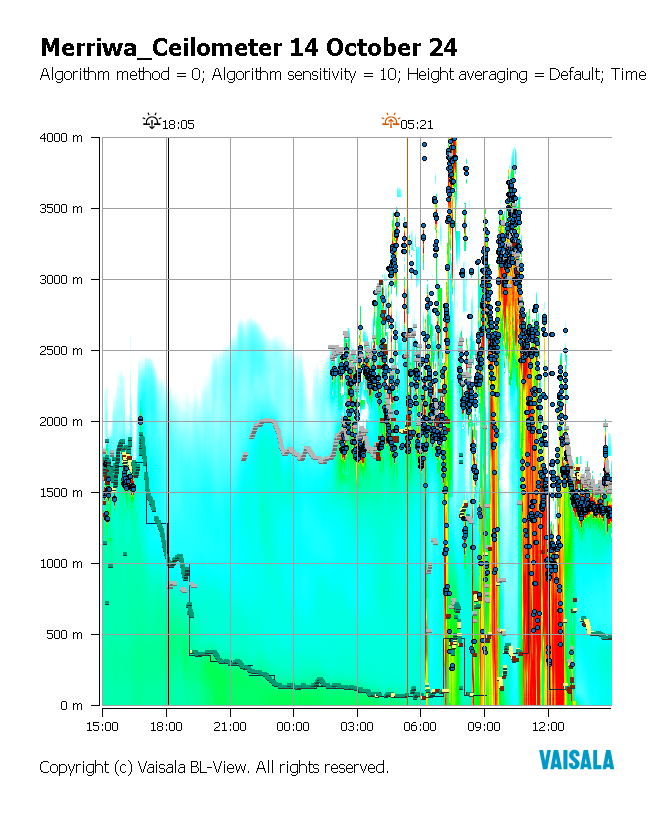 Merriwa_Ceilometer 14 October 24
Algorithm method = 0; Algorithm sensitivity = 10; Height averaging = Default; Time
18:05 05:21
4000 m
3500 m
3000 m
2500 m
2000 m
1500 m
1000 m
500 m
0 m
15:00 18:00 21:00 00:00 03:00 06:00 09:00 12:00
VAISALA
Copyright (c) Vaisala BL-View. All rights reserved.